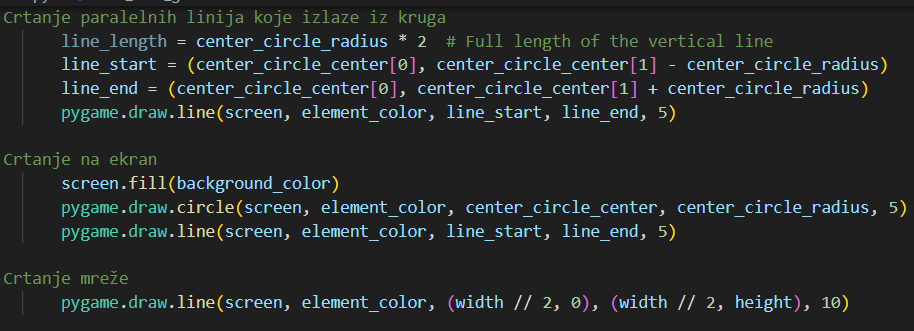 Crtanje paralelnih linija koje izlaze iz kruga
line_length = center_circle_radius * 2  # Full length of the vertical line
line_start = (center_circle_center[0], center_circle_center[1] - center_circle_radius)
line_end = (center_circle_center[0], center_circle_center[1] + center_circle_radius)
pygame.draw.line(screen, element_color, line_start, line_end, 5)
Crtanje na ekran
screen.fill(background_color)
pygame.draw.circle(screen, element_color, center_circle_center, center_circle_radius, 5)
pygame.draw.line(screen, element_color, line_start, line_end, 5)
Crtanje mreže
pygame.draw.line(screen, element_color, (width // 2, 0), (width // 2, height), 10)